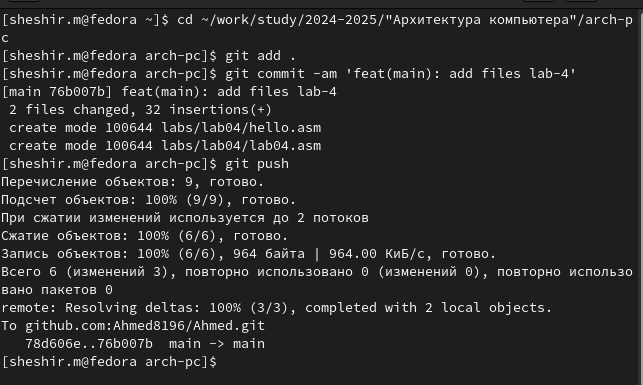 [sheshir.m@fedora ~]$ cd ~/work/study/2024-2025/"Архитектура компьютера"/arch-p
c
[sheshir.m@fedora arch-pc]$ git add .
[sheshir.m@fedora arch-pc]$ git commit -am 'feat(main): add files lab-4'
[main 76b007b] feat(main): add files lab-4
 2 files changed, 32 insertions(+)
 create mode 100644 labs/lab04/hello.asm
 create mode 100644 labs/lab04/lab04.asm
[sheshir.m@fedora arch-pc]$ git push
Перечисление объектов: 9, готово.
Подсчет объектов: 100% (9/9), готово.
При сжатии изменений используется до 2 потоков
Сжатие объектов: 100% (6/6), готово.
Запись объектов: 100% (6/6), 964 байта | 964.00 КиБ/с, готово.
Всего 6 (изменений 3), повторно использовано 0 (изменений 0), повторно использо
вано пакетов 0
remote: Resolving deltas: 100% (3/3), completed with 2 local objects.
To github.com:Ahmed8196/Ahmed.git
   78d606e..76b007b  main -> main
[sheshir.m@fedora arch-pc]$